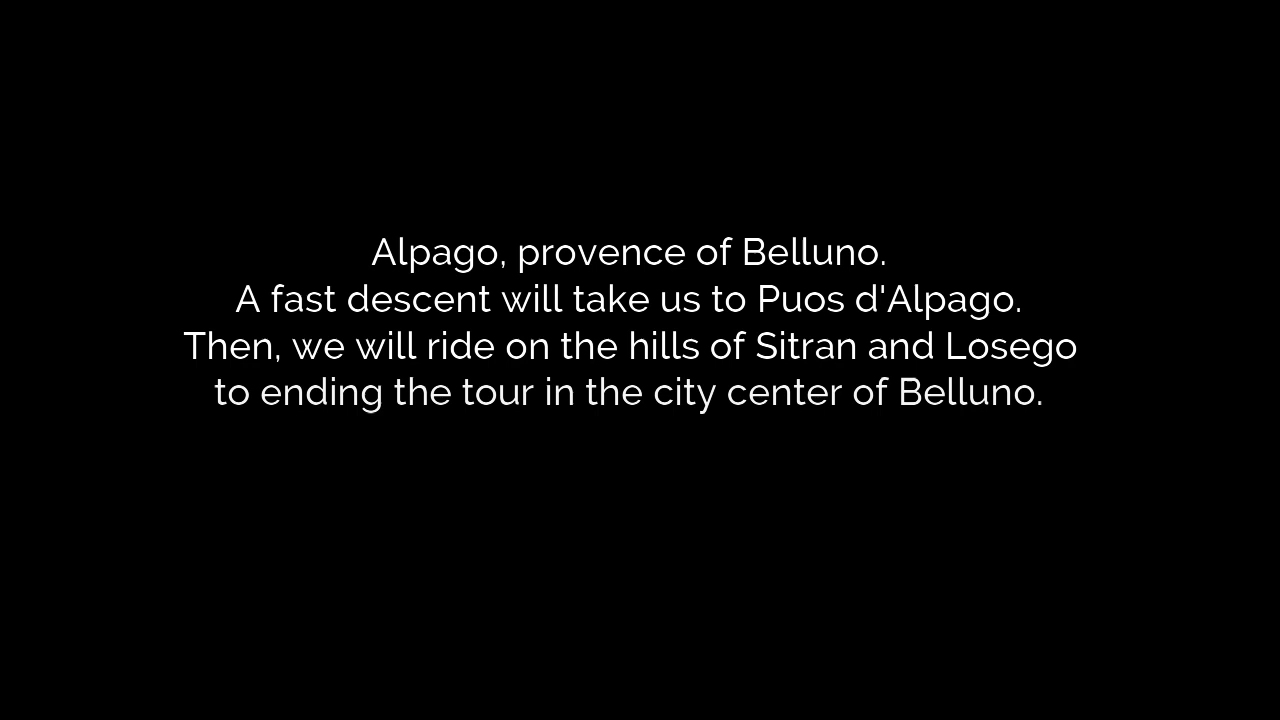 Alpago, provence of Belluno.
A fast descent will take us to Puos d'Alpago.
Then, we will ride on the hills of Sitran and Losego
to ending the tour in the city center of Belluno.